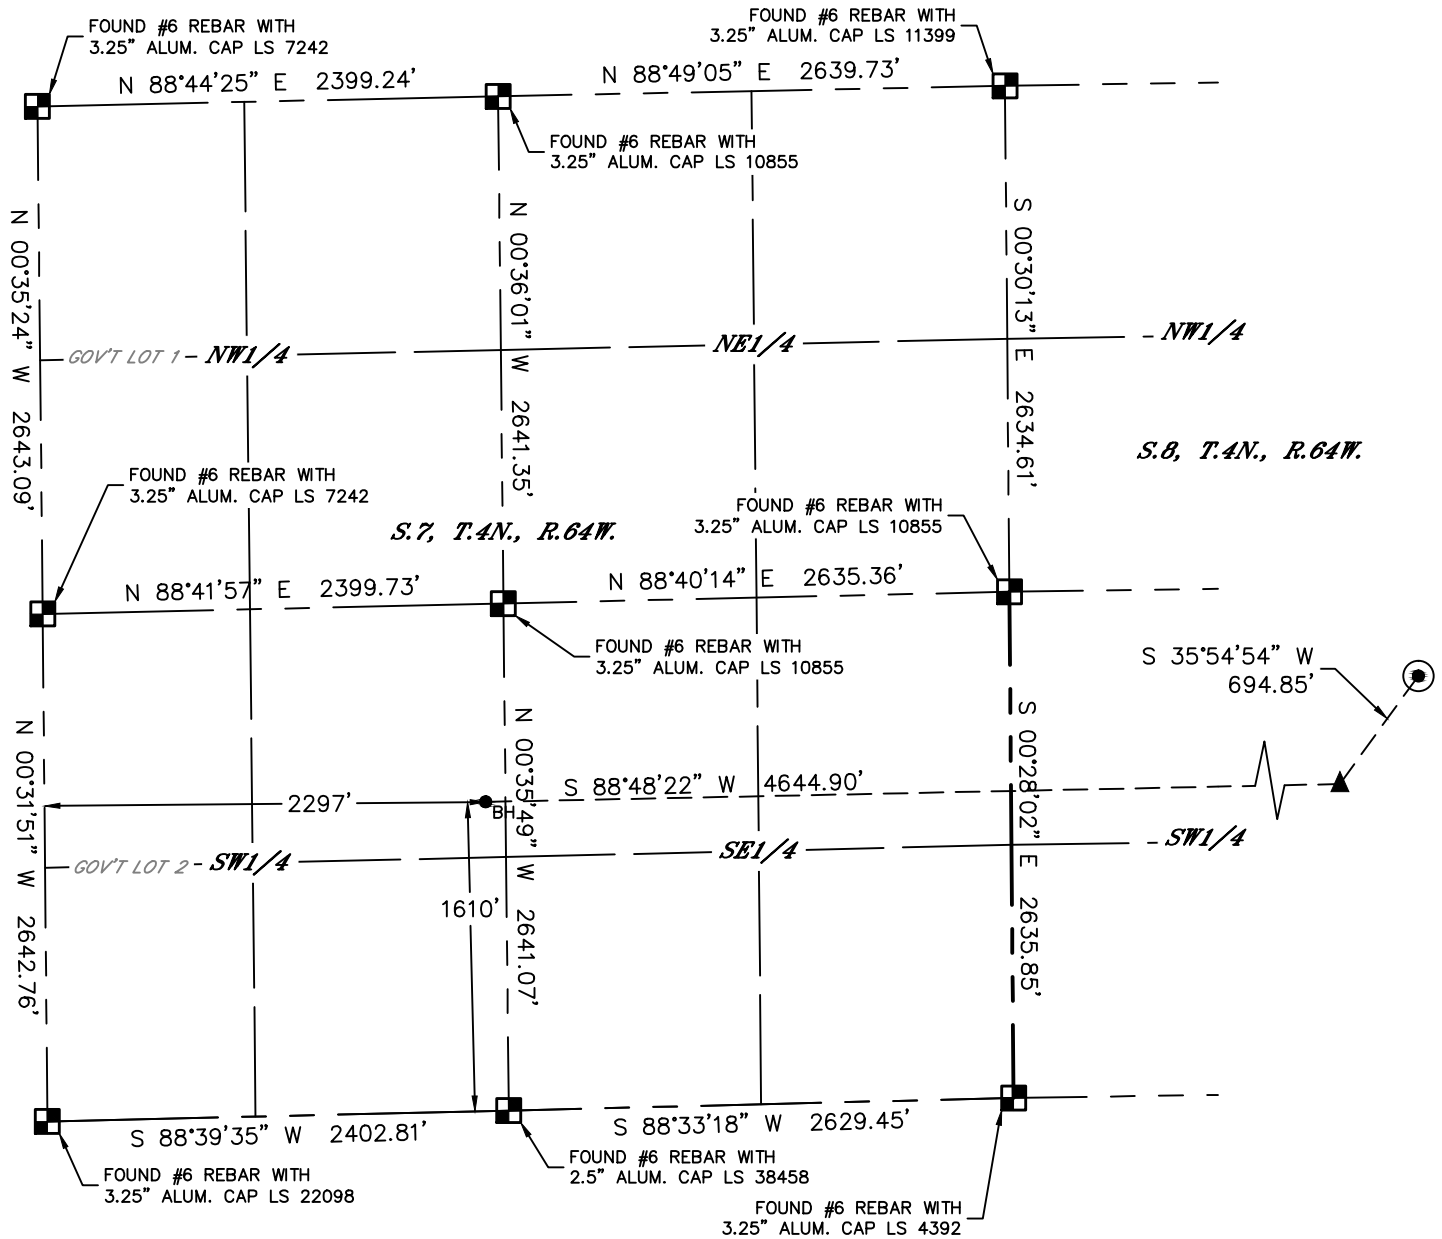 FOUND #6 REBAR WITH
3.25" ALUM. CAP LS 7242
FOUND #6 REBAR WITH
3.25" ALUM. CAP LS 11399
N 88°44'25" E 2399.24'
N 88°49'05" E 2639.73'
FOUND #6 REBAR WITH
3.25" ALUM. CAP LS 10855
N 00°35'24" W 2643.09'
N 00°36'01" W 2641.35'
S 00°30'13" E 2634.61'
GOV'T LOT 1
NW1/4
NE1/4
NW1/4
S.8, T.4N., R.64W.
FOUND #6 REBAR WITH
3.25" ALUM. CAP LS 7242
S.7, T.4N., R.64W.
FOUND #6 REBAR WITH
3.25" ALUM. CAP LS 10855
N 88°41'57" E 2399.73'
N 88°40'14" E 2635.36'
FOUND #6 REBAR WITH
3.25" ALUM. CAP LS 10855
S 35°54'54" W
694.85'
N 00°31'51" W 2642.76'
N 00°35'49" W 2641.07'
S 00°28'02" E 2635.85'
S 88°48'22" W 4644.90'
2297'
BH
GOV'T LOT 2
SW1/4
SE1/4
SW1/4
1610'
S 88°39'35" W 2402.81'
S 88°33'18" W 2629.45'
FOUND #6 REBAR WITH
3.25" ALUM. CAP LS 22098
FOUND #6 REBAR WITH
2.5" ALUM. CAP LS 38458
FOUND #6 REBAR WITH
3.25" ALUM. CAP LS 4392